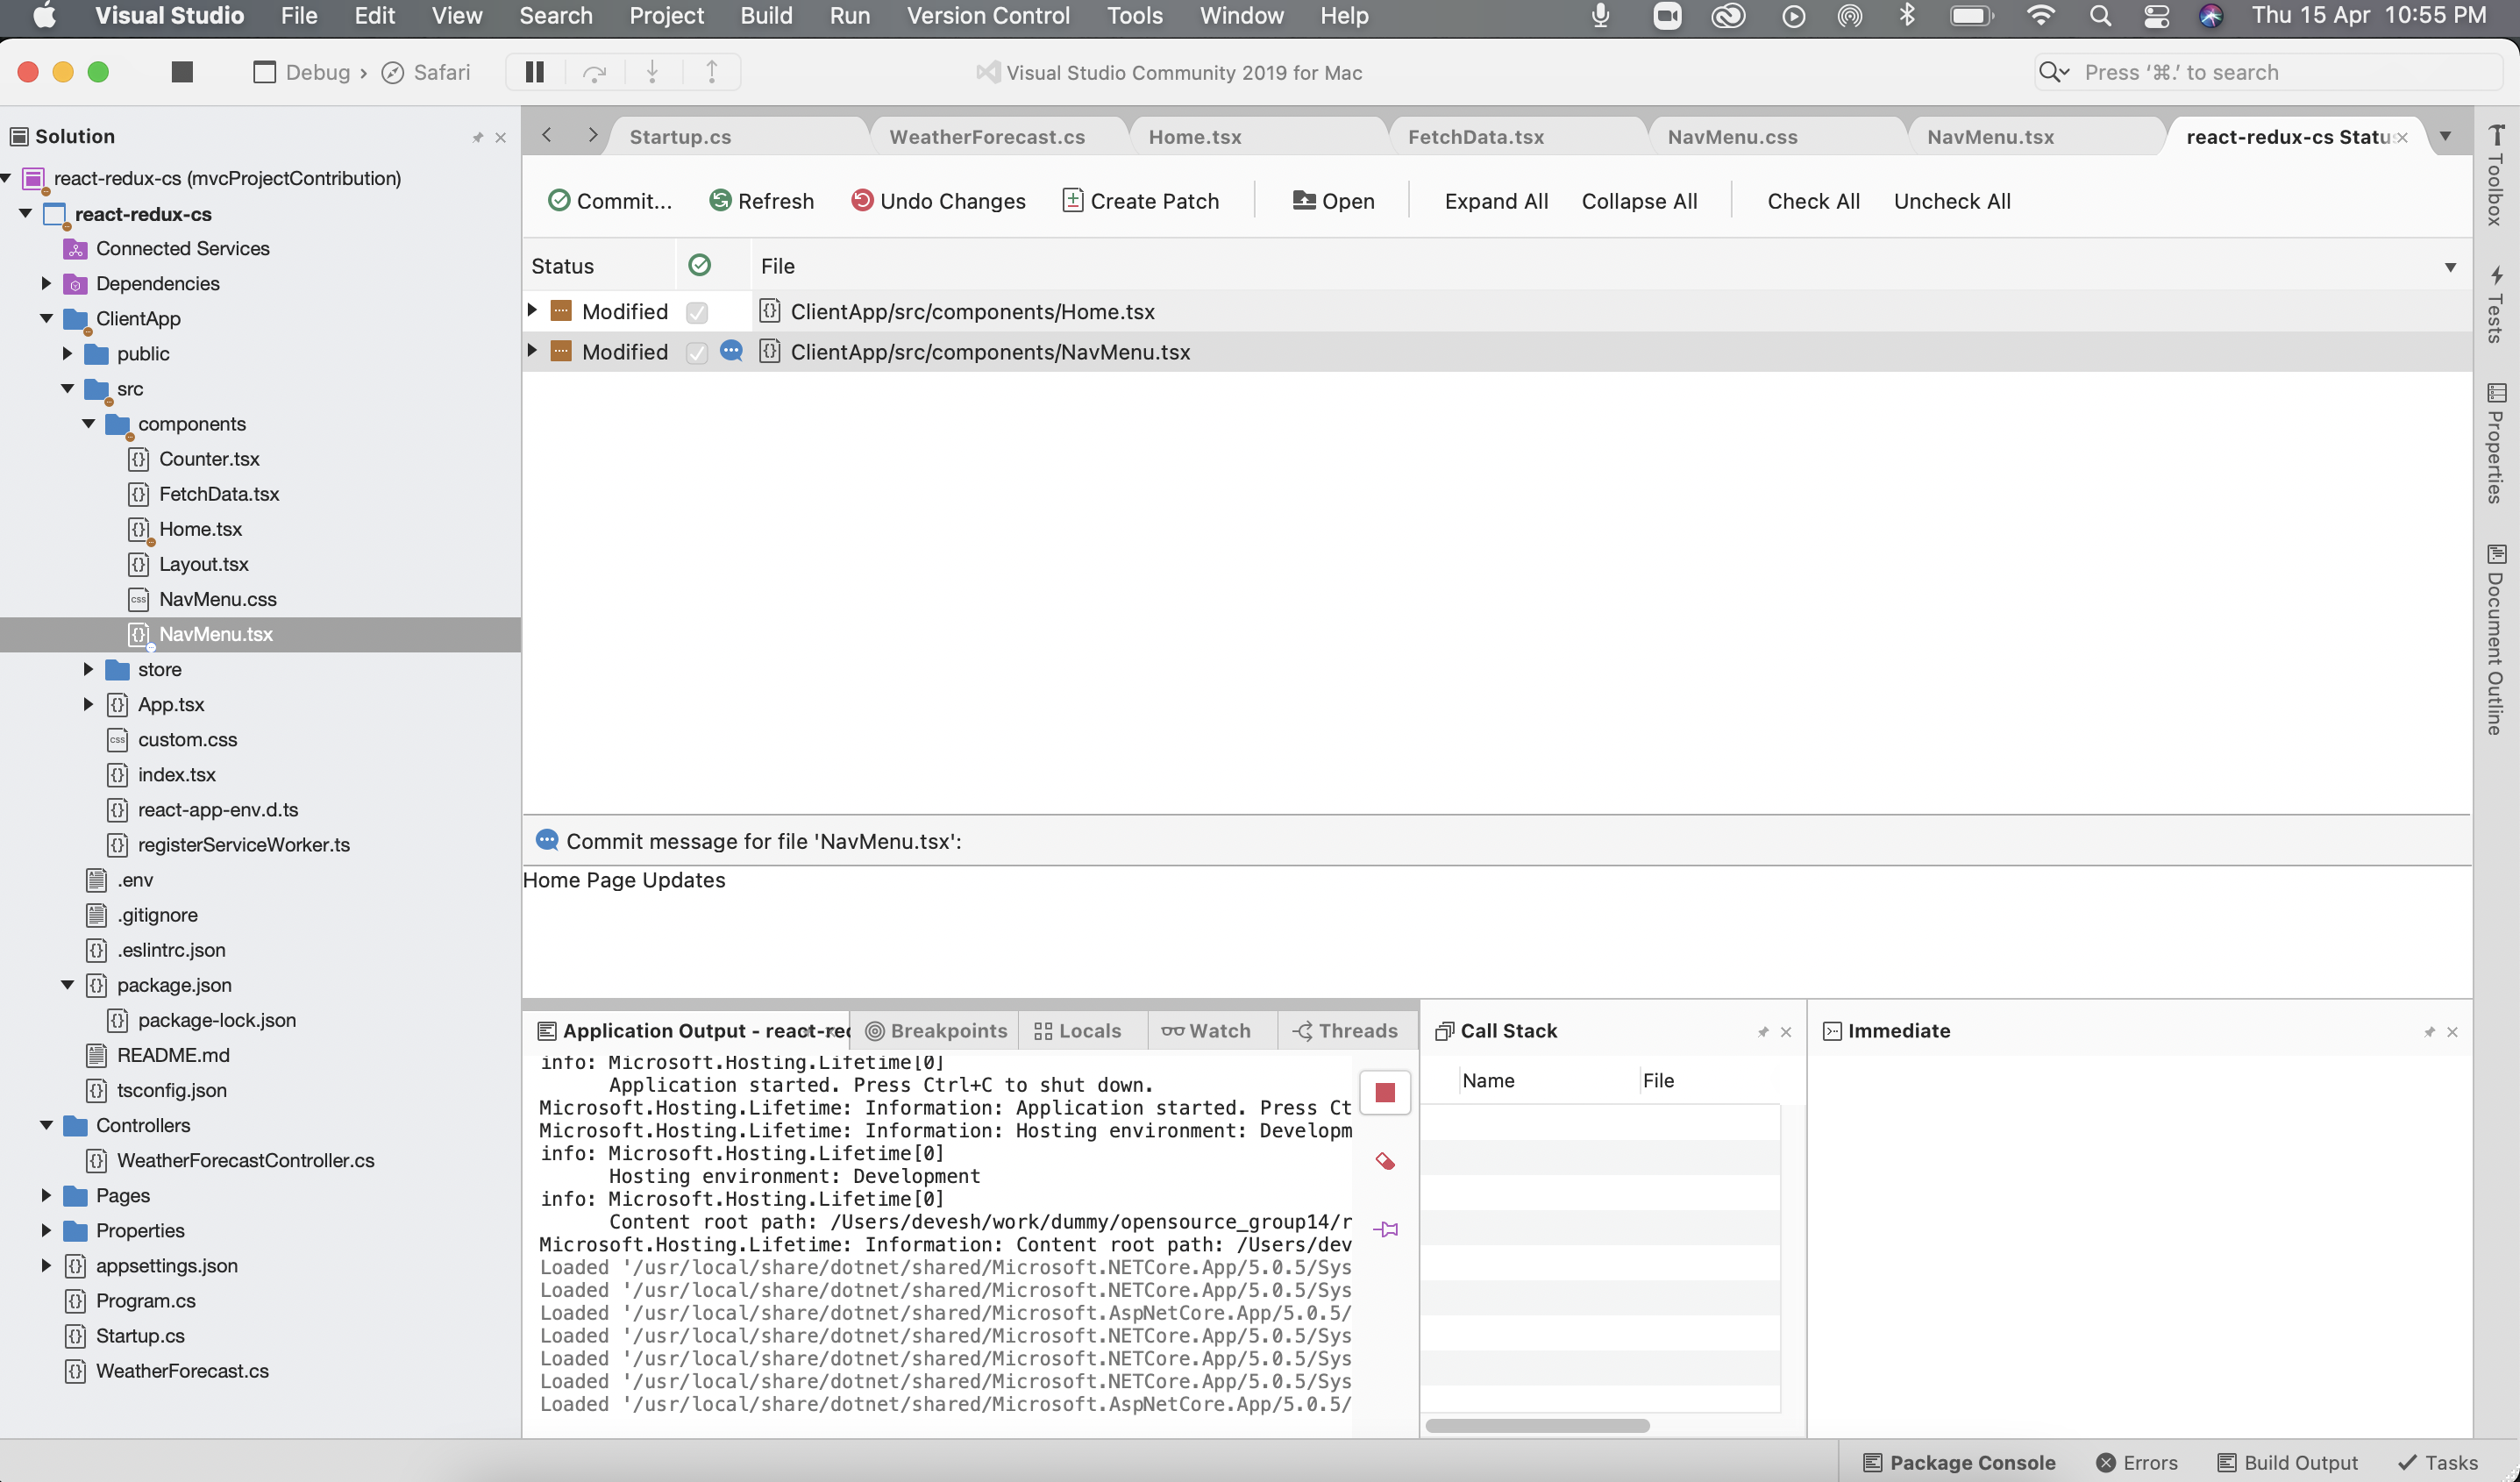 Visual Studio File Edit View Search Project Build Run Version Control Tools Window Help Thu 15 Apr 10:55 PM
Debug › Safari
Visual Studio Community 2019 for Mac
Press ‘⌘.’ to search
Solution
react-redux-cs (mvcProjectContribution)
react-redux-cs
Connected Services
Dependencies
ClientApp
public
src
components
Counter.tsx
FetchData.tsx
Home.tsx
Layout.tsx
NavMenu.css
NavMenu.tsx
store
App.tsx
custom.css
index.tsx
react-app-env.d.ts
registerServiceWorker.ts
.env
.gitignore
.eslintrc.json
package.json
package-lock.json
README.md
tsconfig.json
Controllers
WeatherForecastController.cs
Pages
Properties
appsettings.json
Program.cs
Startup.cs
WeatherForecast.cs
Startup.cs WeatherForecast.cs Home.tsx FetchData.tsx NavMenu.css NavMenu.tsx react-redux-cs Statu
Commit... Refresh Undo Changes Create Patch Open Expand All Collapse All Check All Uncheck All
Status File
Modified ClientApp/src/components/Home.tsx
Modified ClientApp/src/components/NavMenu.tsx
Commit message for file 'NavMenu.tsx':
Home Page Updates
Application Output - react-red Breakpoints Locals Watch Threads
info: Microsoft.Hosting.Lifetime[0]
Application started. Press Ctrl+C to shut down.
Microsoft.Hosting.Lifetime: Information: Application started. Press Ct
Microsoft.Hosting.Lifetime: Information: Hosting environment: Developm
info: Microsoft.Hosting.Lifetime[0]
Hosting environment: Development
info: Microsoft.Hosting.Lifetime[0]
Content root path: /Users/devesh/work/dummy/opensource_group14/r
Microsoft.Hosting.Lifetime: Information: Content root path: /Users/dev
Loaded '/usr/local/share/dotnet/shared/Microsoft.NETCore.App/5.0.5/Sys
Loaded '/usr/local/share/dotnet/shared/Microsoft.NETCore.App/5.0.5/Sys
Loaded '/usr/local/share/dotnet/shared/Microsoft.AspNetCore.App/5.0.5/
Loaded '/usr/local/share/dotnet/shared/Microsoft.NETCore.App/5.0.5/Sys
Loaded '/usr/local/share/dotnet/shared/Microsoft.NETCore.App/5.0.5/Sys
Loaded '/usr/local/share/dotnet/shared/Microsoft.NETCore.App/5.0.5/Sys
Loaded '/usr/local/share/dotnet/shared/Microsoft.AspNetCore.App/5.0.5/
Call Stack
Name File
Immediate
Toolbox
Tests
Properties
Document Outline
Package Console Errors Build Output Tasks